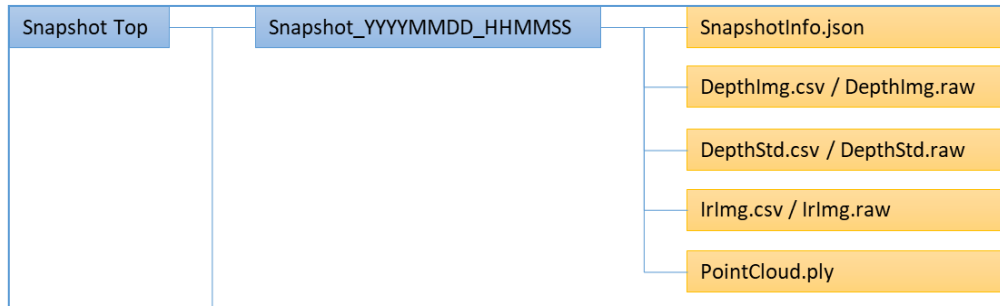 Snapshot Top
Snapshot_YYYYMMDD_HHMMSS
SnapshotInfo.json
DepthImg.csv / DepthImg.raw
DepthStd.csv / DepthStd.raw
IrImg.csv / IrImg.raw
PointCloud.ply